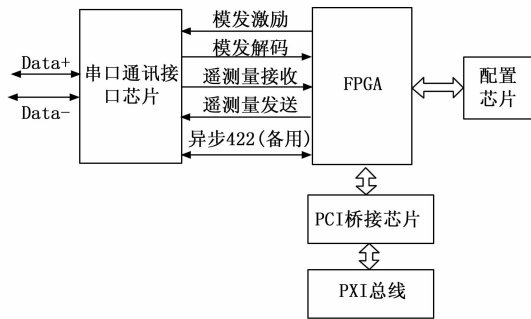 模发激励
模发解码
Data+
串口通讯接
口芯片
遥测量接收
FPGA
配置
芯片
Data-
遥测量发送
异步422(备用)
PCI桥接芯片
PXI总线